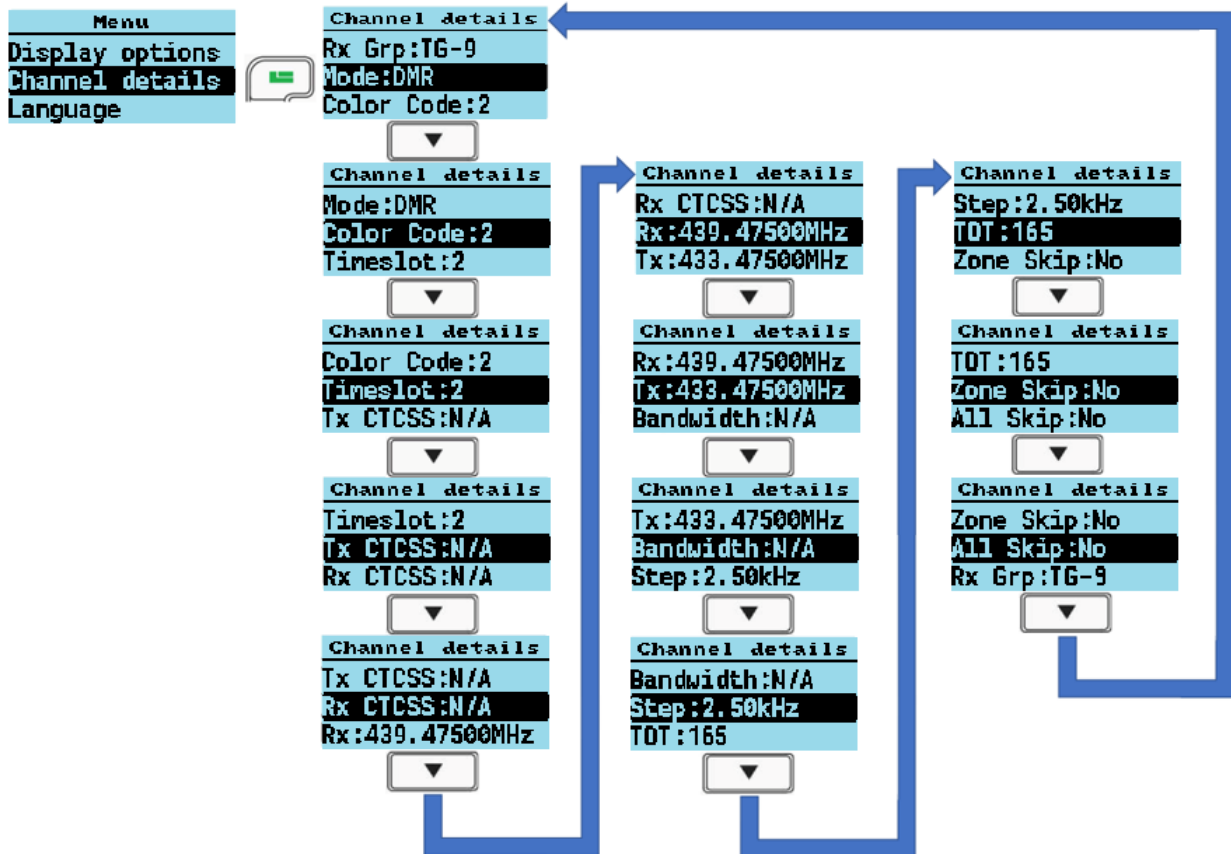 Menu
Display options
Channel details
Language
Channel details
Rx Grp:TG-9
Mode:DMR
Color Code:2
Channel details
Mode:DMR
Color Code:2
Timeslot:2
Channel details
Color Code:2
Timeslot:2
Tx CTCSS:N/A
Channel details
Timeslot:2
Tx CTCSS:N/A
Rx CTCSS:N/A
Channel details
Tx CTCSS:N/A
Rx CTCSS:N/A
Rx:439.47500MHz
Channel details
Rx CTCSS:N/A
Rx:439.47500MHz
Tx:433.47500MHz
Channel details
Rx:439.47500MHz
Tx:433.47500MHz
Bandwidth:N/A
Channel details
Tx:433.47500MHz
Bandwidth:N/A
Step:2.50kHz
Channel details
Bandwidth:N/A
Step:2.50kHz
TOT:165
Channel details
Step:2.50kHz
TOT:165
Zone Skip:No
Channel details
TOT:165
Zone Skip:No
All Skip:No
Channel details
Zone Skip:No
All Skip:No
Rx Grp:TG-9